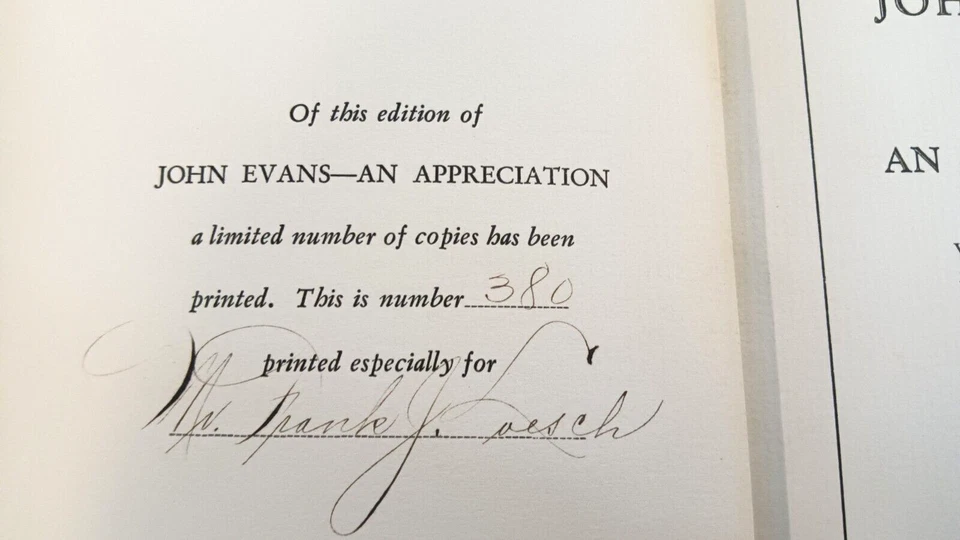 Of this edition of
JOHN EVANS—AN APPRECIATION
a limited number of copies has been
printed. This is number 380
printed especially for
Mr. Frank J. Loesch
JOH
AN